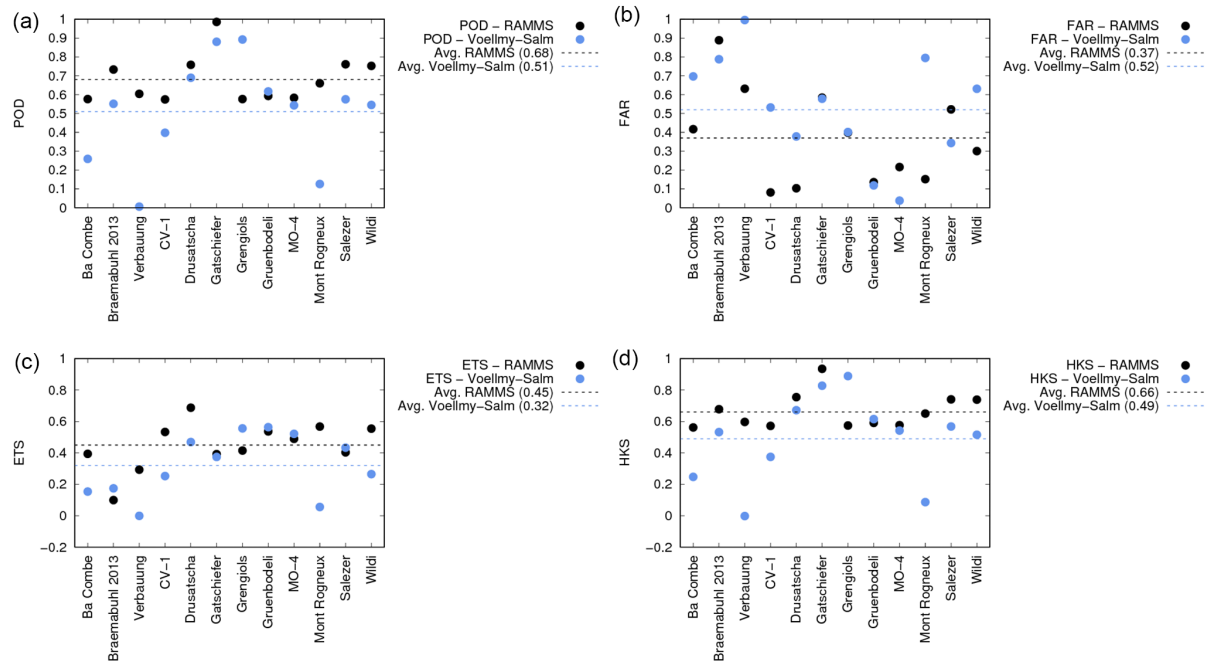 (a)
POD − RAMMS
POD − Voellmy−Salm
Avg. RAMMS (0.68)
Avg. Voellmy−Salm (0.51)
POD
1
0.9
0.8
0.7
0.6
0.5
0.4
0.3
0.2
0.1
0
Ba Combe
Braemabuhl 2013
Verbauung
CV−1
Drusatscha
Gatschiefer
Grengiols
Gruenbodeli
MO−4
Mont Rogneux
Salezer
Wildi
(b)
FAR − RAMMS
FAR − Voellmy−Salm
Avg. RAMMS (0.37)
Avg. Voellmy−Salm (0.52)
FAR
1
0.9
0.8
0.7
0.6
0.5
0.4
0.3
0.2
0.1
0
Ba Combe
Braemabuhl 2013
Verbauung
CV−1
Drusatscha
Gatschiefer
Grengiols
Gruenbodeli
MO−4
Mont Rogneux
Salezer
Wildi
(c)
ETS − RAMMS
ETS − Voellmy−Salm
Avg. RAMMS (0.45)
Avg. Voellmy−Salm (0.32)
ETS
1
0.8
0.6
0.4
0.2
0
−0.2
Ba Combe
Braemabuhl 2013
Verbauung
CV−1
Drusatscha
Gatschiefer
Grengiols
Gruenbodeli
MO−4
Mont Rogneux
Salezer
Wildi
(d)
HKS − RAMMS
HKS − Voellmy−Salm
Avg. RAMMS (0.66)
Avg. Voellmy−Salm (0.49)
HKS
1
0.8
0.6
0.4
0.2
0
−0.2
Ba Combe
Braemabuhl 2013
Verbauung
CV−1
Drusatscha
Gatschiefer
Grengiols
Gruenbodeli
MO−4
Mont Rogneux
Salezer
Wildi